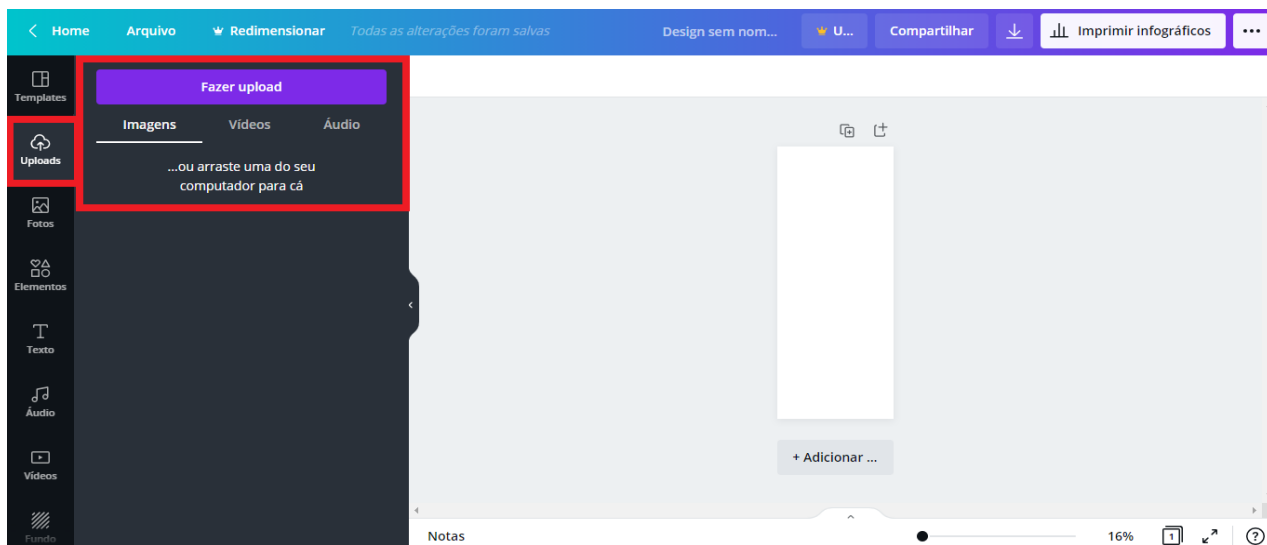 Home Arquivo Redimensionar Todas as alterações foram salvas Design sem nom... U... Compartilhar Imprimir infográficos
Templates
Uploads
Fotos
Elementos
Texto
Áudio
Vídeos
Fundo
Fazer upload
Imagens Vídeos Áudio
...ou arraste uma do seu
computador para cá
+ Adicionar ...
Notas 16% 1 ?